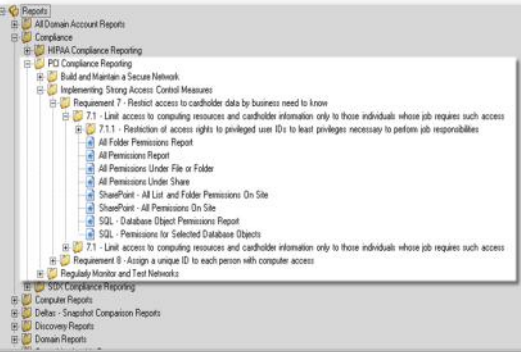 Reports
All Domain Account Reports
Compliance
HIPAA Compliance Reporting
PCI Compliance Reporting
Build and Maintain a Secure Network
Implementing Strong Access Control Measures
Requirement 7 - Restrict access to cardholder data by business need to know
7.1 - Limit access to computing resources and cardholder information only to those individuals whose job requires such access
7.1.1 - Restriction of access rights to privileged user IDs to least privileges necessary to perform job responsibilities
All Folder Permissions Report
All Permissions Report
All Permissions Under File or Folder
All Permissions Under Share
SharePoint - All List and Folder Permissions On Site
SharePoint - All Permissions On Site
SQL - Database Object Permissions Report
SQL - Permissions for Selected Database Objects
7.1 - Limit access to computing resources and cardholder information only to those individuals whose job requires such access
Requirement 8 - Assign a unique ID to each person with computer access
Regularly Monitor and Test Networks
SOX Compliance Reporting
Computer Reports
Deltas - Snapshot Comparison Reports
Discovery Reports
Domain Reports